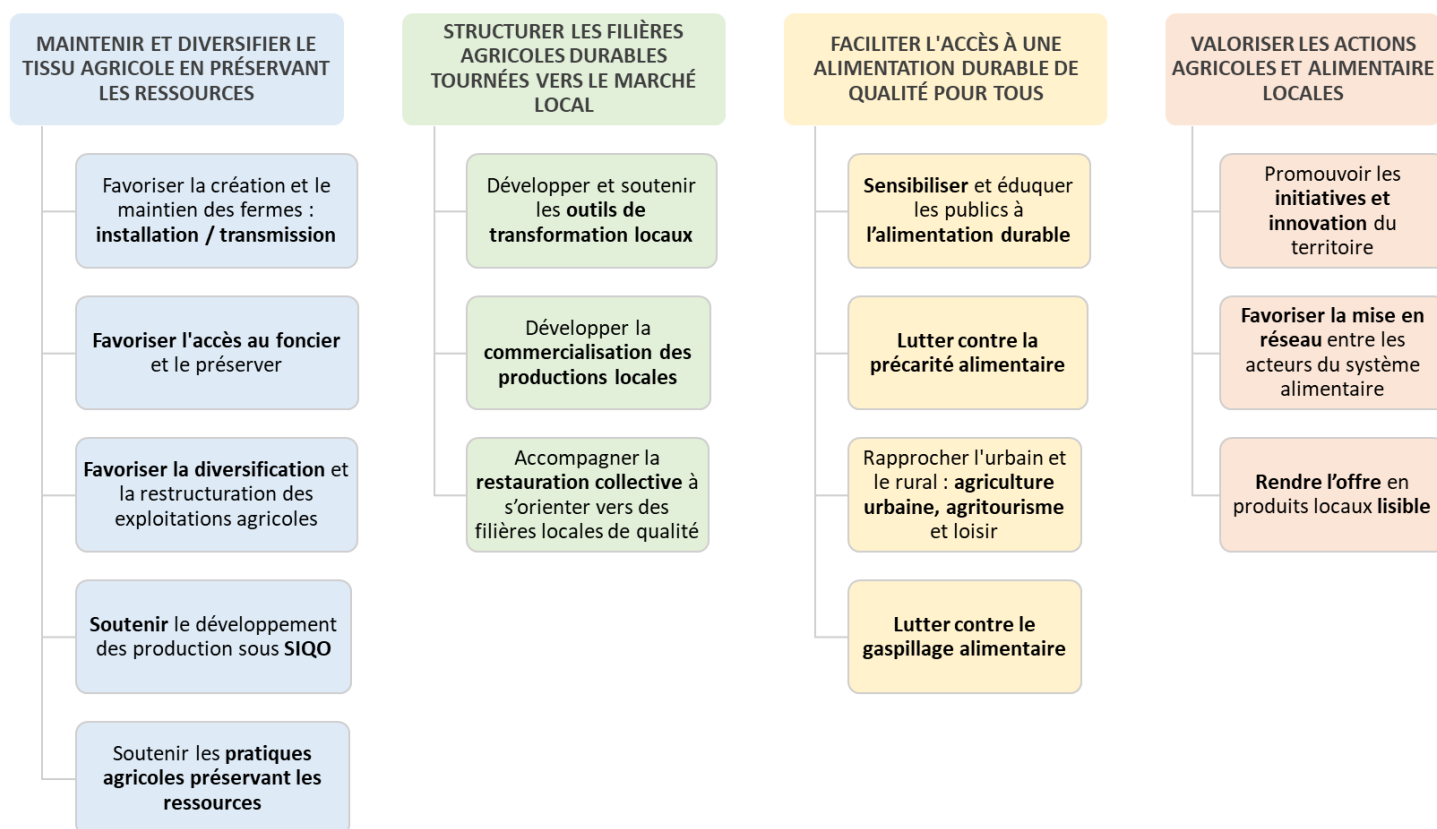 MAINTENIR ET DIVERSIFIER LE
TISSU AGRICOLE EN PRÉSERVANT
LES RESSOURCES
Favoriser la création et le
maintien des fermes :
installation / transmission
Favoriser l'accès au foncier
et le préserver
Favoriser la diversification et
la restructuration des
exploitations agricoles
Soutenir le développement
des production sous SIQO
Soutenir les pratiques
agricoles préservant les
ressources
STRUCTURER LES FILIÈRES
AGRICOLES DURABLES
TOURNÉES VERS LE MARCHÉ
LOCAL
Développer et soutenir
les outils de
transformation locaux
Développer la
commercialisation des
productions locales
Accompagner la
restauration collective à
s’orienter vers des
filières locales de qualité
FACILITER L'ACCÈS À UNE
ALIMENTATION DURABLE DE
QUALITÉ POUR TOUS
Sensibiliser et éduquer
les publics à
l’alimentation durable
Lutter contre la
précarité alimentaire
Rapprocher l'urbain et
le rural : agriculture
urbaine, agritourisme
et loisir
Lutter contre le
gaspillage alimentaire
VALORISER LES ACTIONS
AGRICOLES ET ALIMENTAIRE
LOCALES
Promouvoir les
initiatives et
innovation du
territoire
Favoriser la mise en
réseau entre les
acteurs du système
alimentaire
Rendre l’offre en
produits locaux lisible